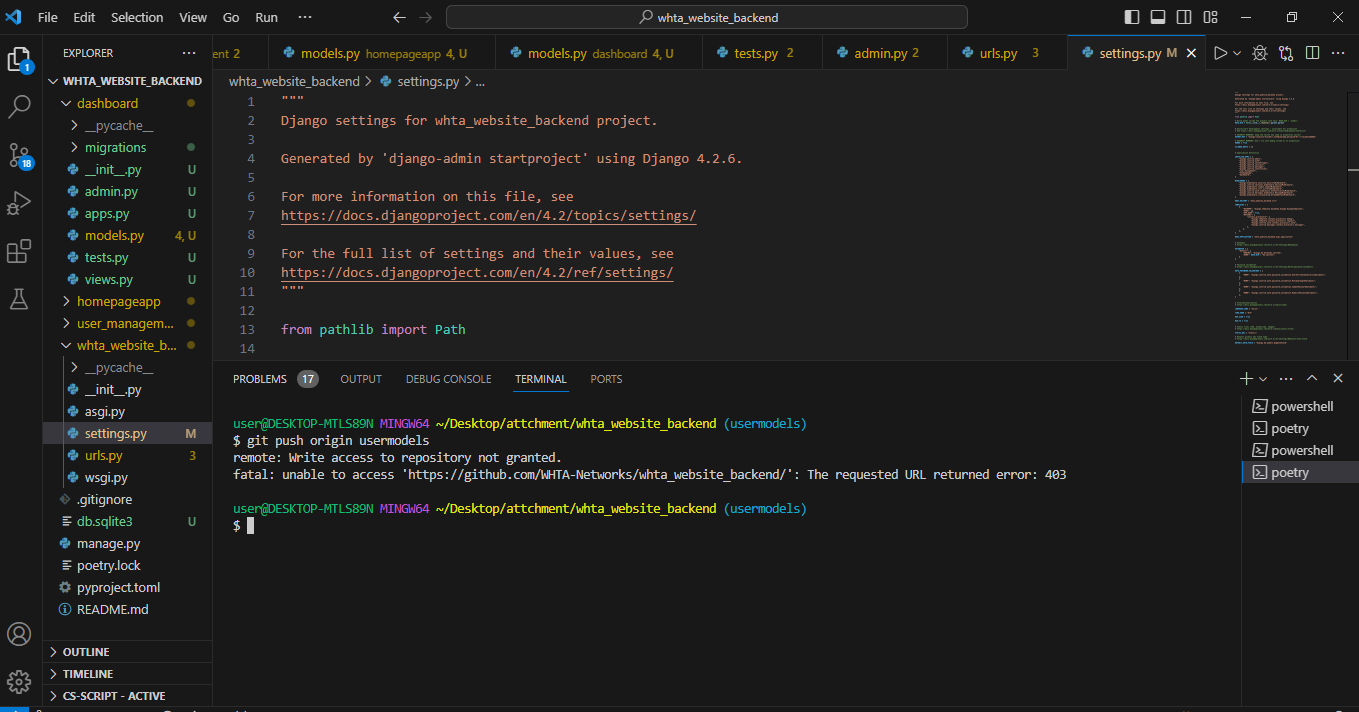 File Edit Selection View Go Run ··· whta_website_backend
EXPLORER ···
WHTA_WEBSITE_BACKEND
dashboard
__pycache__
migrations
__init__.py U
admin.py U
apps.py U
models.py 4, U
tests.py U
views.py U
homepageapp
user_managem...
whta_website_b...
__pycache__
__init__.py
asgi.py
settings.py M
urls.py 3
wsgi.py
.gitignore
db.sqlite3 U
manage.py
poetry.lock
pyproject.toml
README.md
OUTLINE
TIMELINE
CS-SCRIPT - ACTIVE
1
18
ent 2 models.py homepageapp 4, U models.py dashboard 4, U tests.py 2 admin.py 2 urls.py 3 settings.py M
whta_website_backend > settings.py > ...
1 """
2 Django settings for whta_website_backend project.
3
4 Generated by 'django-admin startproject' using Django 4.2.6.
5
6 For more information on this file, see
7 https://docs.djangoproject.com/en/4.2/topics/settings/
8
9 For the full list of settings and their values, see
10 https://docs.djangoproject.com/en/4.2/ref/settings/
11 """
12
13 from pathlib import Path
14
PROBLEMS 17 OUTPUT DEBUG CONSOLE TERMINAL PORTS
user@DESKTOP-MTLS89N MINGW64 ~/Desktop/attchment/whta_website_backend (usermodels)
$ git push origin usermodels
remote: Write access to repository not granted.
fatal: unable to access 'https://github.com/WHTA-Networks/whta_website_backend/': The requested URL returned error: 403
user@DESKTOP-MTLS89N MINGW64 ~/Desktop/attchment/whta_website_backend (usermodels)
$
powershell
poetry
powershell
poetry